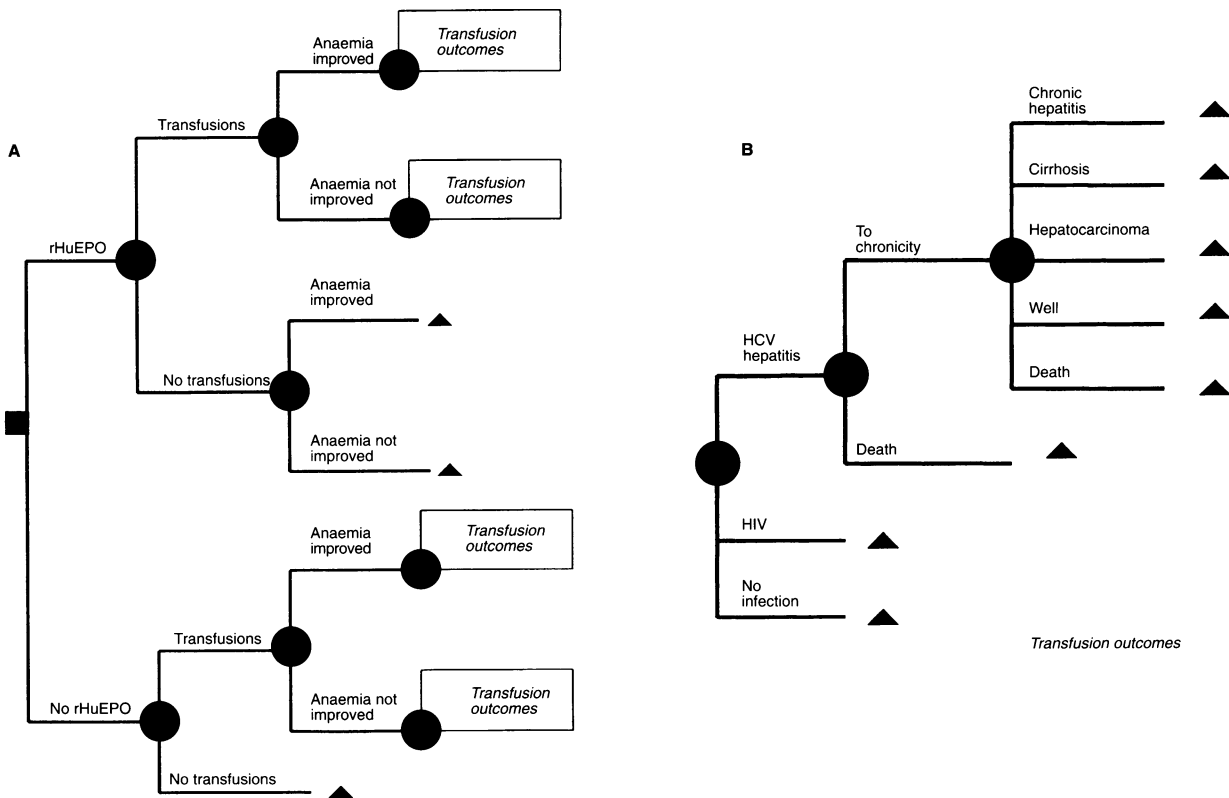 A
Anaemia
improved
Transfusion
outcomes
Transfusions
Anaemia not
improved
Transfusion
outcomes
rHuEPO
Anaemia
improved
No transfusions
Anaemia not
improved
Anaemia
improved
Transfusion
outcomes
Transfusions
Anaemia not
improved
Transfusion
outcomes
No rHuEPO
No transfusions
B
Chronic
hepatitis
Cirrhosis
To
chronicity
Hepatocarcinoma
Well
HCV
hepatitis
Death
Death
HIV
No
infection
Transfusion outcomes